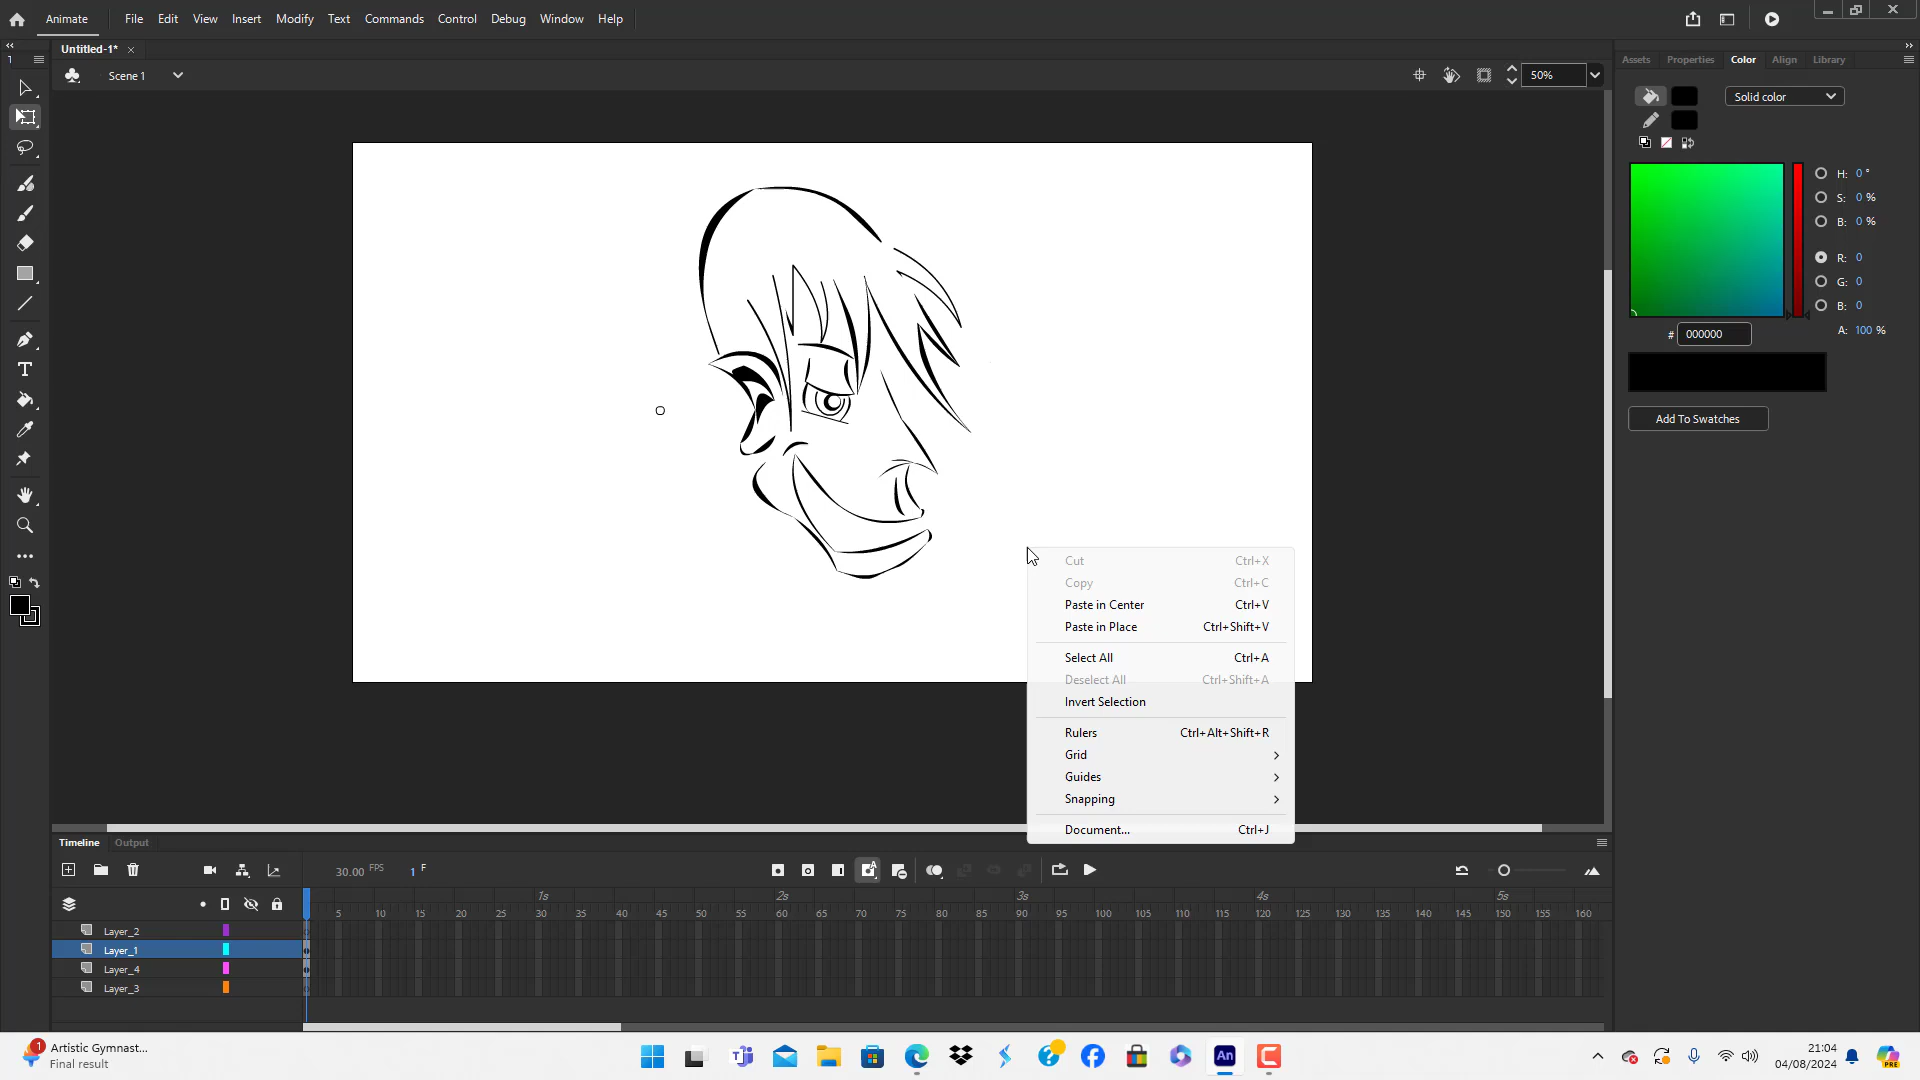 Animate File Edit View Insert Modify Text Commands Control Debug Window Help
Untitled-1*
Scene 1
50%
1
Assets Properties Color Align Library
Solid color
H: 0 °
S: 0 %
B: 0 %
R: 0
G: 0
B: 0
A: 100 %
# 000000
Add To Swatches
Cut Ctrl+X
Copy Ctrl+C
Paste in Center Ctrl+V
Paste in Place Ctrl+Shift+V
Select All Ctrl+A
Deselect All Ctrl+Shift+A
Invert Selection
Rulers Ctrl+Alt+Shift+R
Grid
Guides
Snapping
Document... Ctrl+J
Timeline Output
30.00 FPS 1 F
1s 2s 3s 4s 5s
5 10 15 20 25 30 35 40 45 50 55 60 65 70 75 80 85 90 95 100 105 110 115 120 125 130 135 140 145 150 155 160
Layer_2
Layer_1
Layer_4
Layer_3
1
Artistic Gymnast...
Final result
An
21:04
04/08/2024
PRE